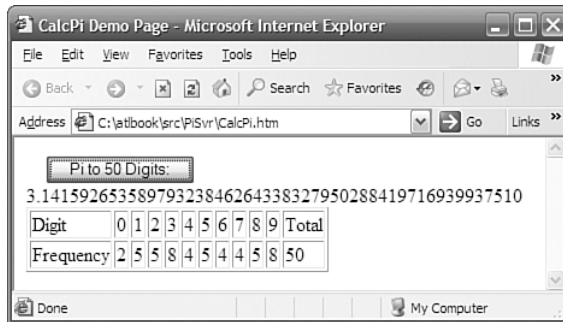 CalcPi Demo Page - Microsoft Internet Explorer
File Edit View Favorites Tools Help
Back Search Favorites »
Address C:\atlbook\src\PiSvr\CalcPi.htm Go Links »
Pi to 50 Digits:
3.14159265358979323846264338327950288419716939937510
Digit 0 1 2 3 4 5 6 7 8 9 Total
Frequency 2 5 5 8 4 5 4 4 5 8 50
Done My Computer